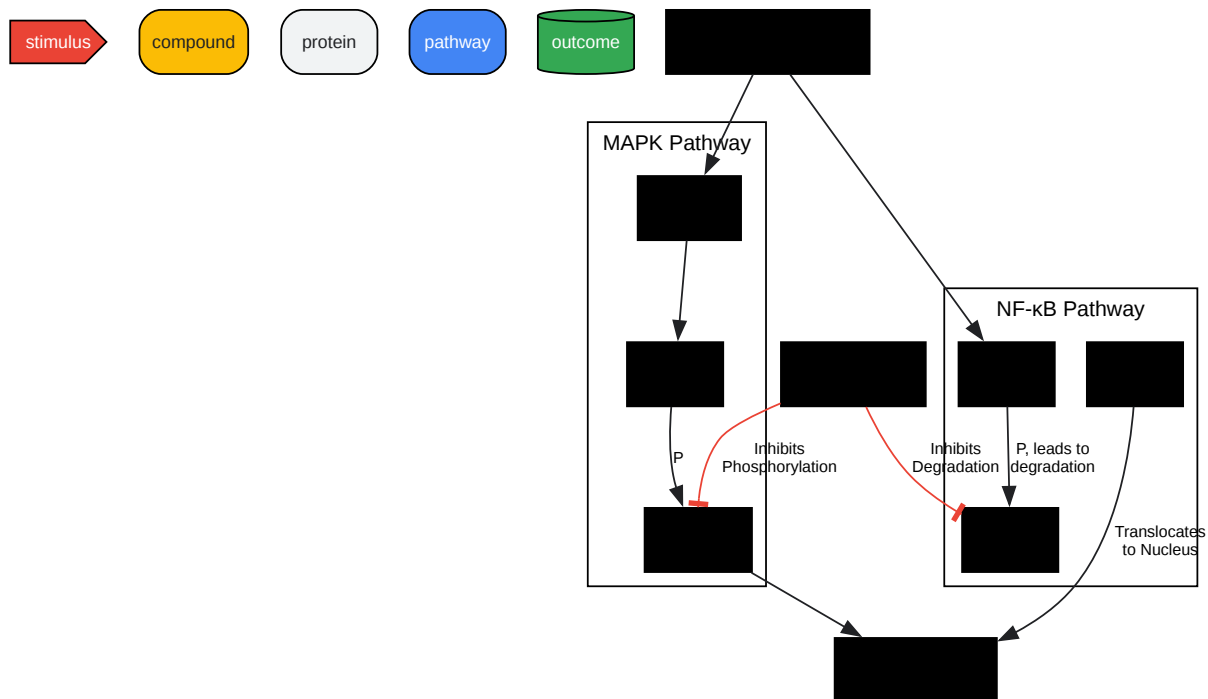 stimulus
compound
protein
pathway
outcome
MAPK Pathway
NF-κB Pathway
P
Inhibits
Phosphorylation
Inhibits
Degradation
P, leads to
degradation
Translocates
to Nucleus